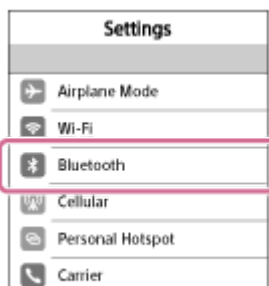 Settings
Airplane Mode
Wi-Fi
Bluetooth
Cellular
Personal Hotspot
Carrier